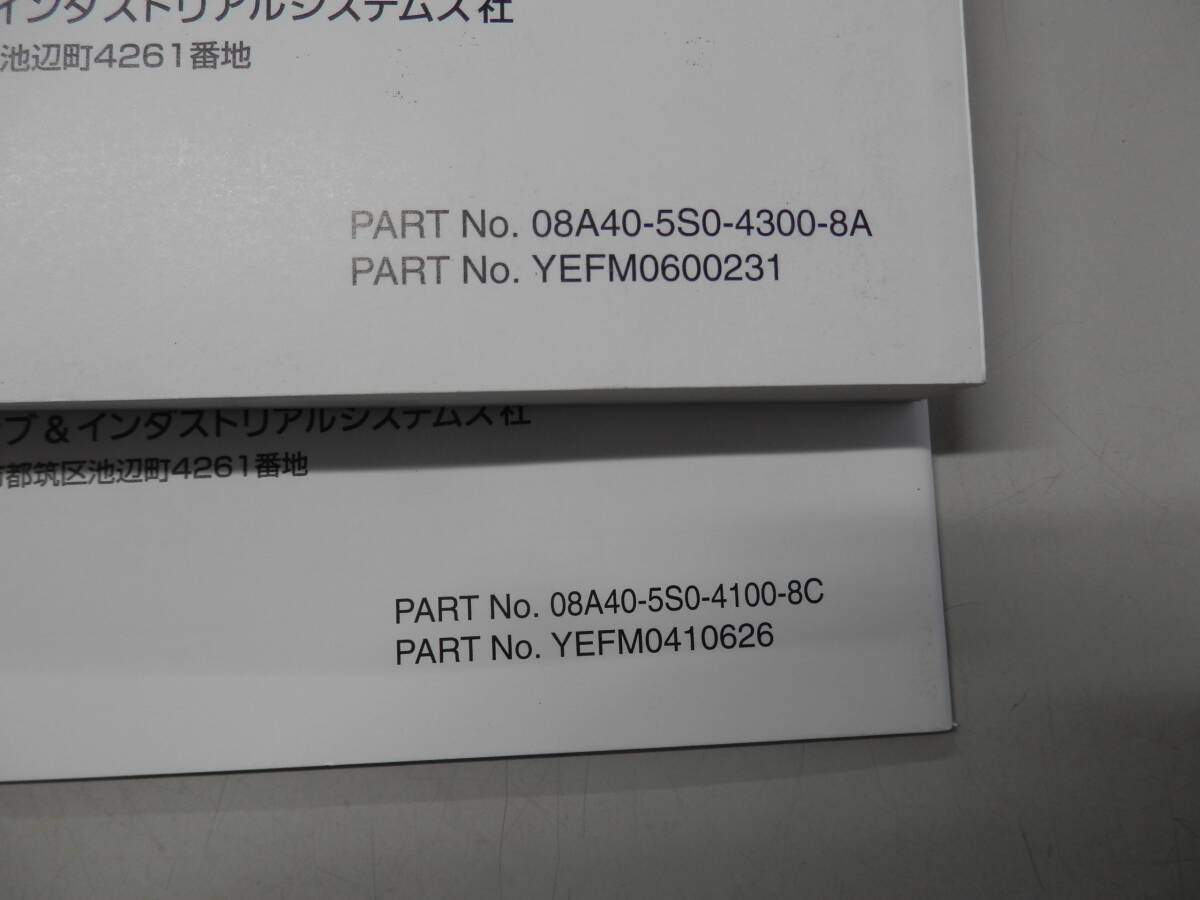 インダストリアルシステムズ社
池辺町4261番地
PART No. 08A40-5S0-4300-8A
PART No. YEFM0600231
ブ&インダストリアルシステムズ社
都筑区池辺町4261番地
PART No. 08A40-5S0-4100-8C
PART No. YEFM0410626